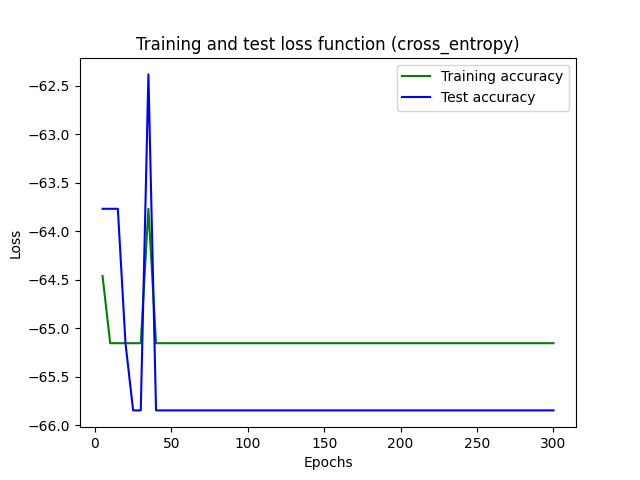 Training and test loss function (cross_entropy)
Training accuracy
Test accuracy
Loss
−62.5
−63.0
−63.5
−64.0
−64.5
−65.0
−65.5
−66.0
0 50 100 150 200 250 300
Epochs